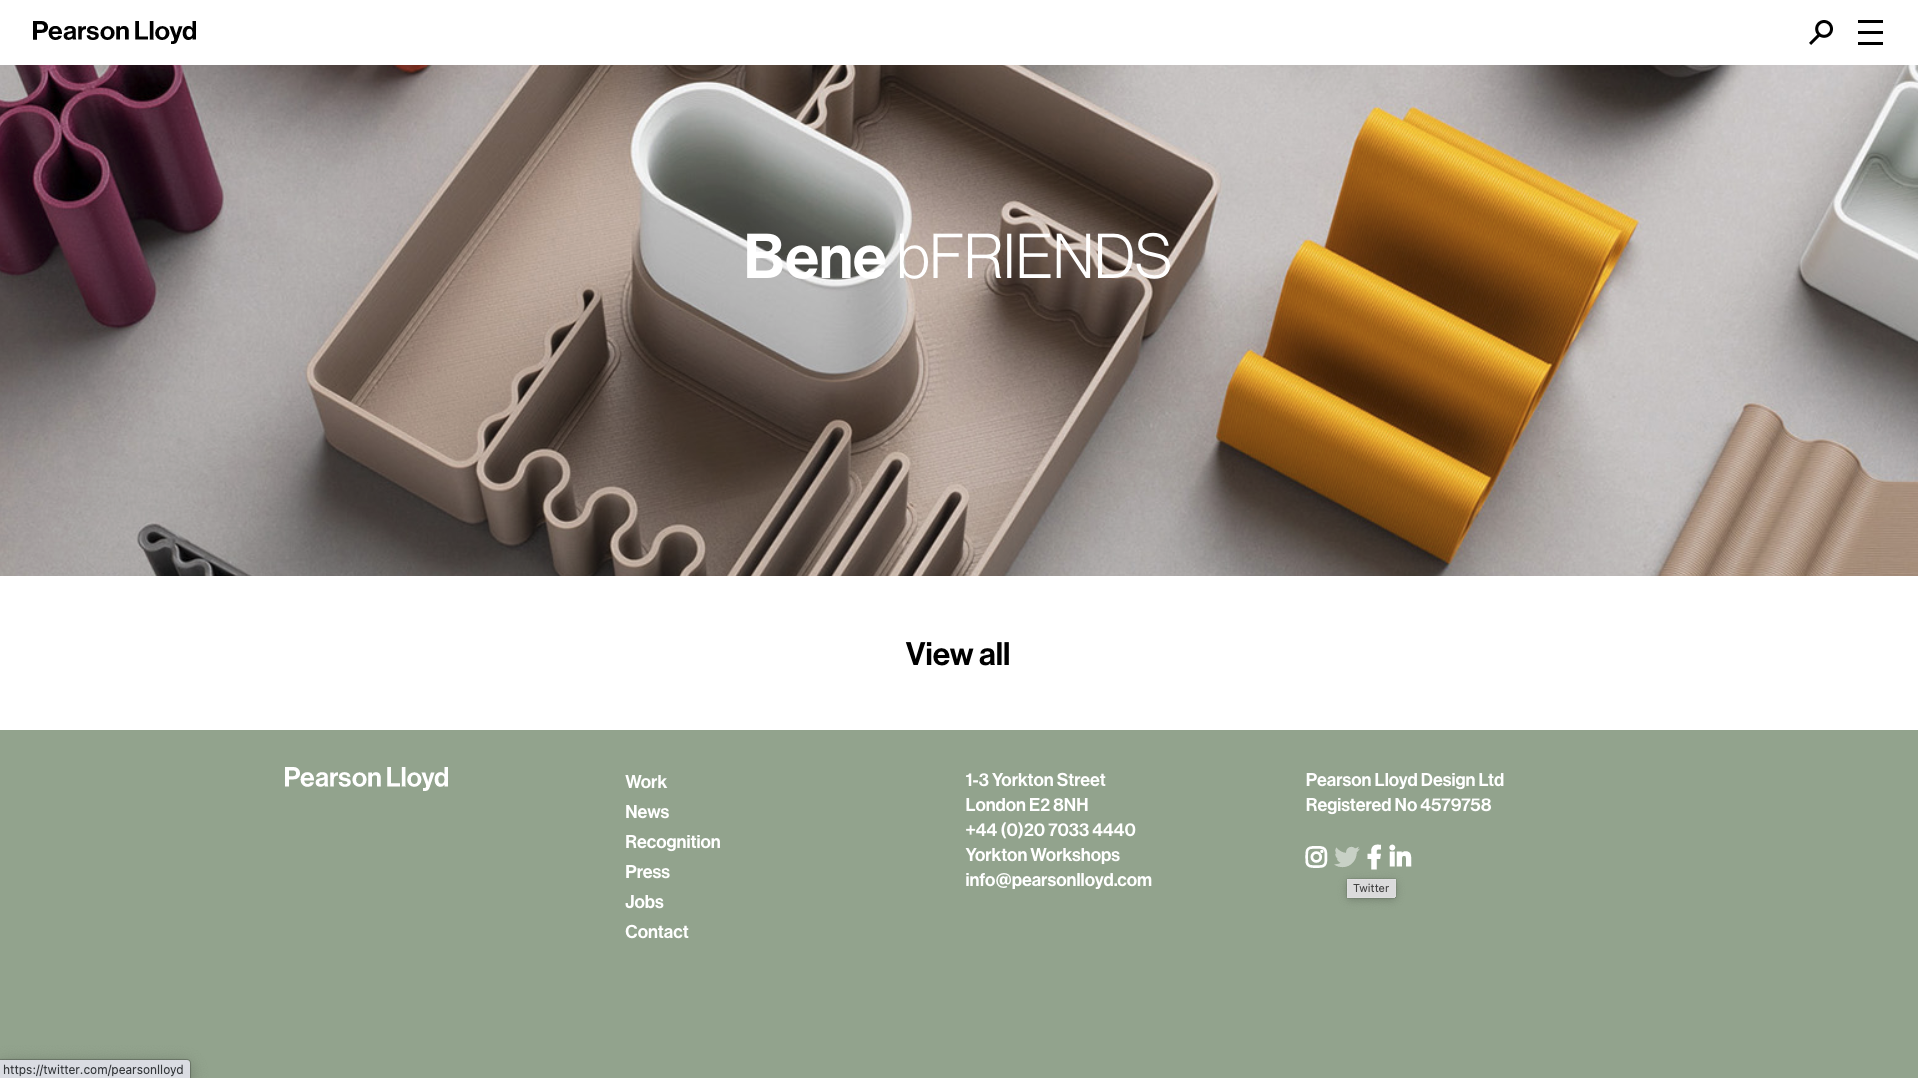 Pearson Lloyd
Bene bFRIENDS
View all
Pearson Lloyd
Work
News
Recognition
Press
Jobs
Contact
1-3 Yorkton Street
London E2 8NH
+44 (0)20 7033 4440
Yorkton Workshops
info@pearsonlloyd.com
Pearson Lloyd Design Ltd
Registered No 4579758
Twitter
https://twitter.com/pearsonlloyd